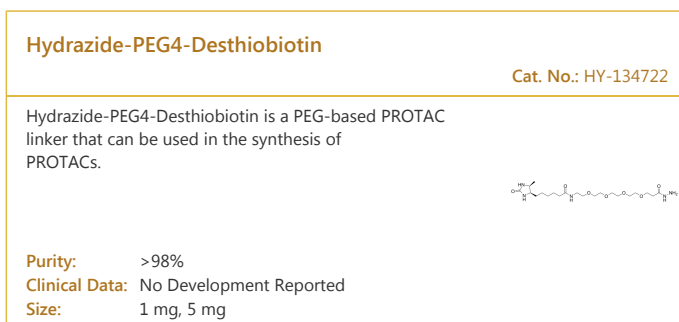 Hydrazide-PEG4-Desthiobiotin
Cat. No.: HY-134722
Hydrazide-PEG4-Desthiobiotin is a PEG-based PROTAC
linker that can be used in the synthesis of
PROTACs.
Purity: >98%
Clinical Data: No Development Reported
Size: 1 mg, 5 mg